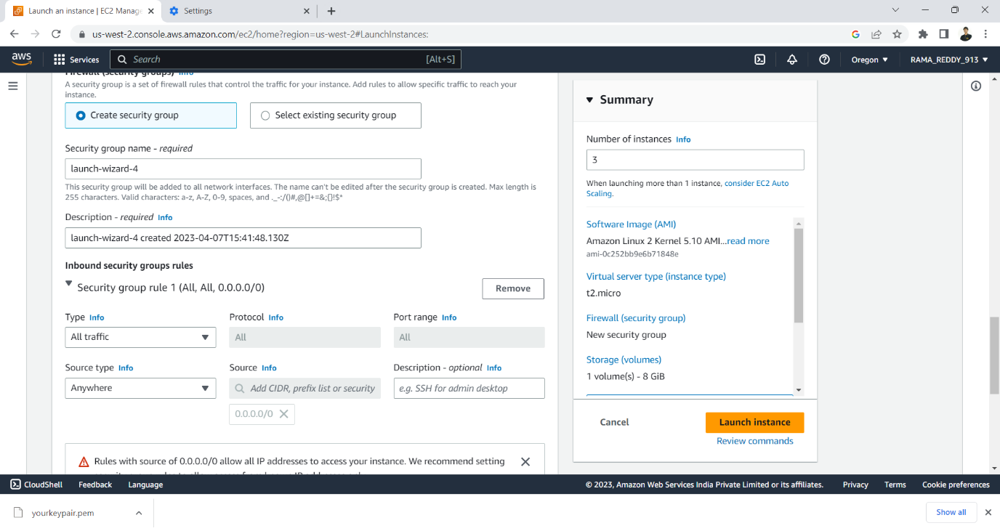 Launch an instance | EC2 Manage
Settings
us-west-2.console.aws.amazon.com/ec2/home?region=us-west-2#LaunchInstances:
aws
Services
Search
[Alt+S]
Oregon
RAMA_REDDY_913
Firewall (security groups) Info
A security group is a set of firewall rules that control the traffic for your instance. Add rules to allow specific traffic to reach your
instance.
Create security group
Select existing security group
Security group name - required
launch-wizard-4
This security group will be added to all network interfaces. The name can't be edited after the security group is created. Max length is
255 characters. Valid characters: a-z, A-Z, 0-9, spaces, and ._-:/()#,@[]+=&;{}!$*
Description - required Info
launch-wizard-4 created 2023-04-07T15:41:48.130Z
Inbound security groups rules
Security group rule 1 (All, All, 0.0.0.0/0)
Remove
Type Info
Protocol Info
Port range Info
All traffic
All
All
Source type Info
Source Info
Description - optional Info
Anywhere
Add CIDR, prefix list or security
e.g. SSH for admin desktop
0.0.0.0/0
Rules with source of 0.0.0.0/0 allow all IP addresses to access your instance. We recommend setting
Summary
Number of instances Info
3
When launching more than 1 instance, consider EC2 Auto
Scaling.
Software Image (AMI)
Amazon Linux 2 Kernel 5.10 AMI...read more
ami-0c252bb9e6b71848e
Virtual server type (instance type)
t2.micro
Firewall (security group)
New security group
Storage (volumes)
1 volume(s) - 8 GiB
Cancel
Launch instance
Review commands
CloudShell
Feedback
Language
© 2023, Amazon Web Services India Private Limited or its affiliates.
Privacy
Terms
Cookie preferences
yourkeypair.pem
Show all